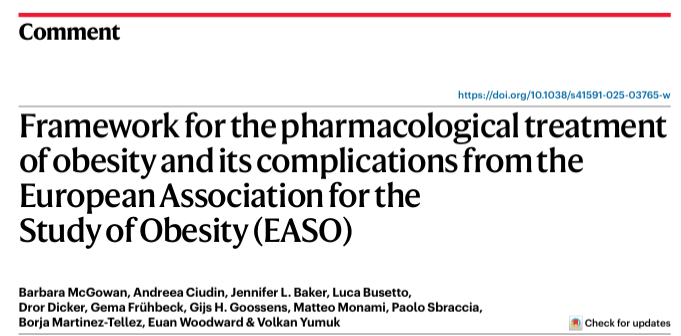 Comment
https://doi.org/10.1038/s41591-025-03765-w
Framework for the pharmacological treatment
of obesity and its complications from the
European Association for the
Study of Obesity (EASO)
Barbara McGowan, Andreea Ciudin, Jennifer L. Baker, Luca Busetto,
Dror Dicker, Gema Frühbeck, Gijs H. Goossens, Matteo Monami, Paolo Sbraccia,
Borja Martinez-Tellez, Euan Woodward & Volkan Yumuk
Check for updates